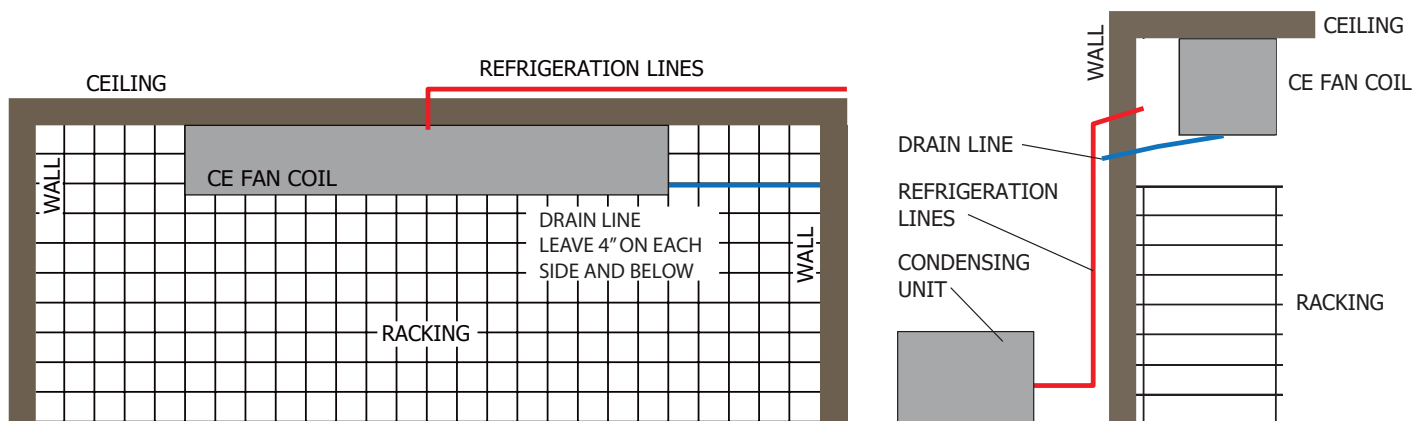 CEILING
REFRIGERATION LINES
WALL
CE FAN COIL
DRAIN LINE
LEAVE 4” ON EACH
SIDE AND BELOW
WALL
RACKING
WALL
CEILING
CE FAN COIL
DRAIN LINE
REFRIGERATION
LINES
CONDENSING
UNIT
RACKING